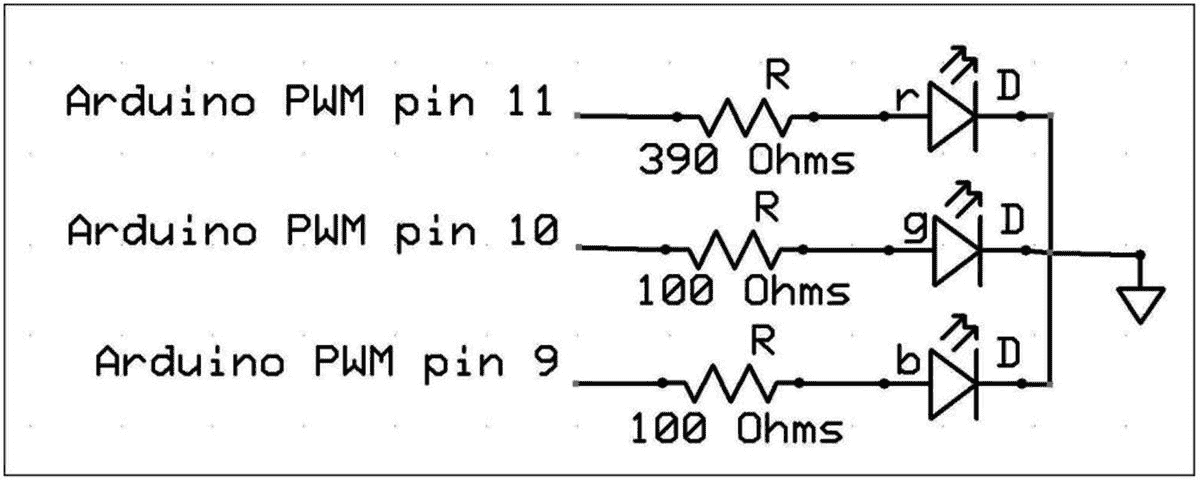 R
Arduino PWM pin 11 r D
390 Ohms
R
Arduino PWM pin 10 g D
100 Ohms
R
Arduino PWM pin 9 b D
100 Ohms